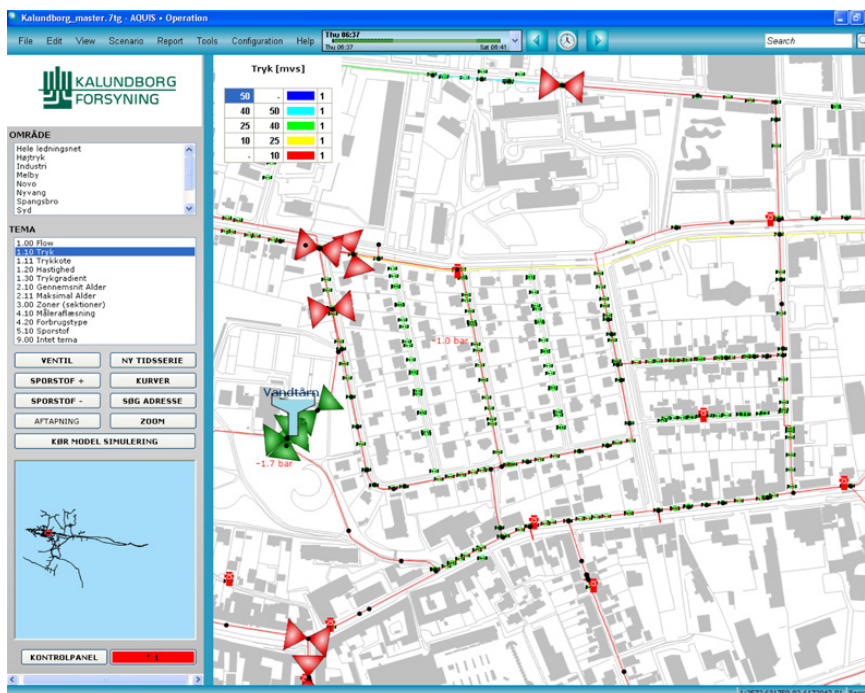 Kalundborg_master.7tg - AQUIS • Operation
File Edit View Scenario Report Tools Configuration Help
Thu 06:37
Thu 06:37 Sat 06:41
Search
KALUNDBORG
FORSYNING
OMRÅDE
Hele ledningsnet
Højtryk
Industri
Melby
Novo
Nyvang
Spangsbro
Syd
TEMA
1.00 Flow
1.10 Tryk
1.11 Trykkote
1.20 Hastighed
1.30 Trykgradient
2.10 Gennemsnit Alder
2.11 Maksimal Alder
3.00 Zoner (sektioner)
4.10 Måleraflæsning
4.20 Forbrugstype
5.10 Sporstof
9.00 Intet tema
VENTIL NY TIDSSERIE
SPORSTOF + KURVER
SPORSTOF - SØG ADRESSE
AFTAPNING ZOOM
KØR MODEL SIMULERING
KONTROLPANEL
Tryk [mvs]
50 - 1
40 50 1
25 40 1
10 25 1
- 10 1
-1.0 bar
Vandtårn
-1.7 bar